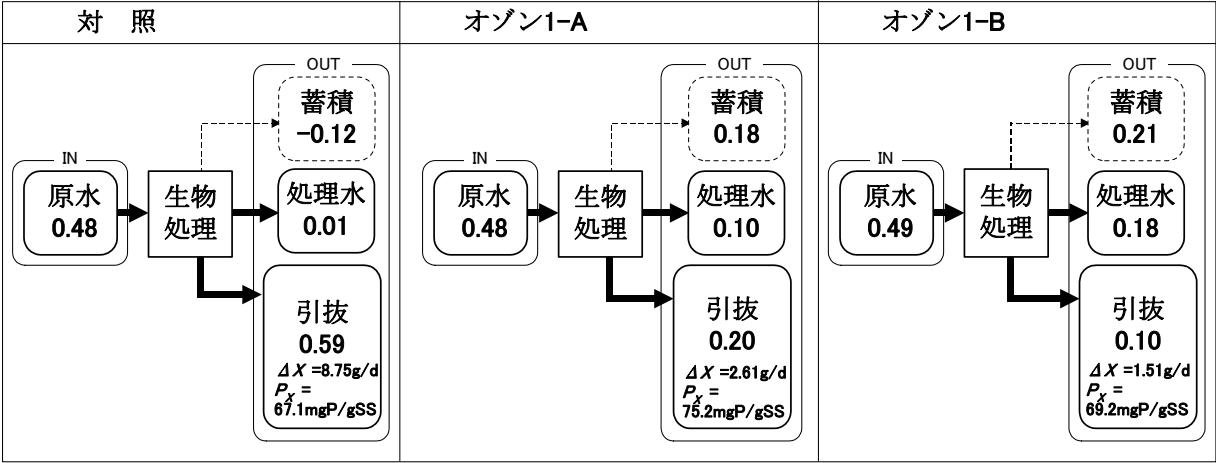 対 照
OUT
蓄積
-0.12
IN
原水
0.48
生物
処理
処理水
0.01
引抜
0.59
ΔX =8.75g/d
PX =
67.1mgP/gSS
オゾン1-A
OUT
蓄積
0.18
IN
原水
0.48
生物
処理
処理水
0.10
引抜
0.20
ΔX =2.61g/d
PX =
75.2mgP/gSS
オゾン1-B
OUT
蓄積
0.21
IN
原水
0.49
生物
処理
処理水
0.18
引抜
0.10
ΔX =1.51g/d
PX =
69.2mgP/gSS